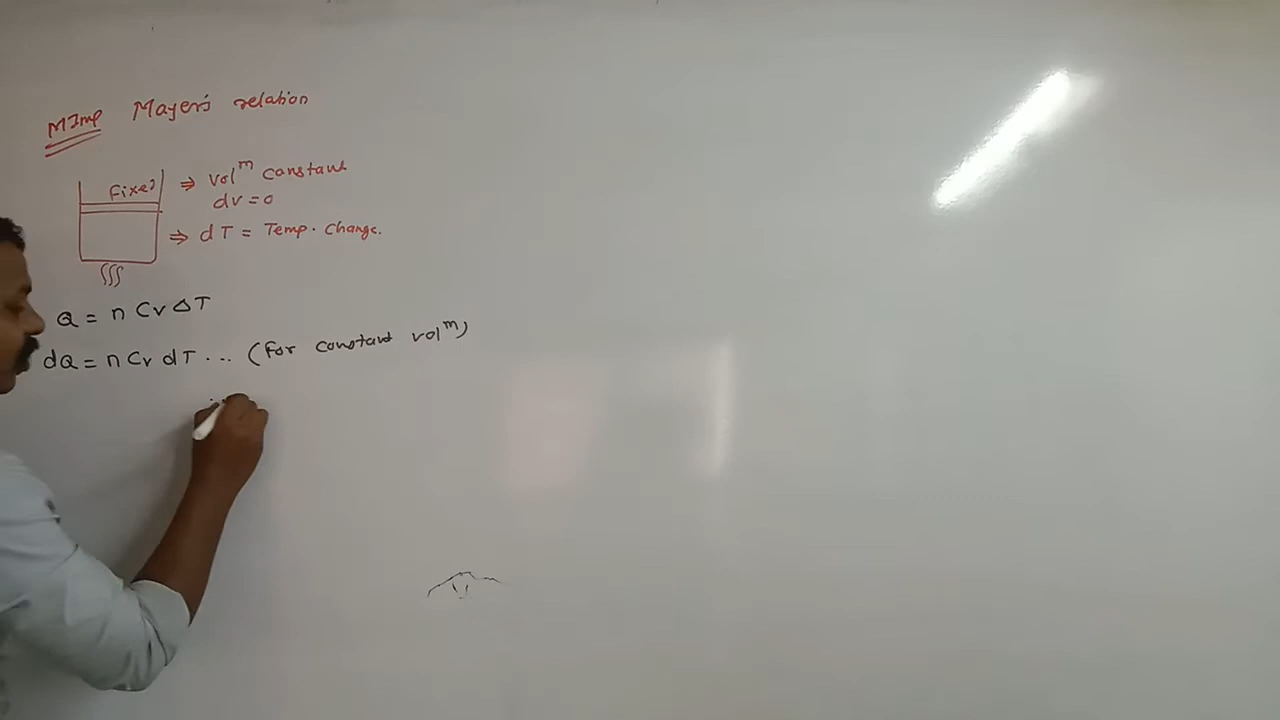 MImp Mayer's relation
Fixed ⇒ Volᵐ constant
dv = 0
⇒ dT = Temp. Change.
Q = n Cv ΔT
dQ = n Cv dT ... (For constant volᵐ)